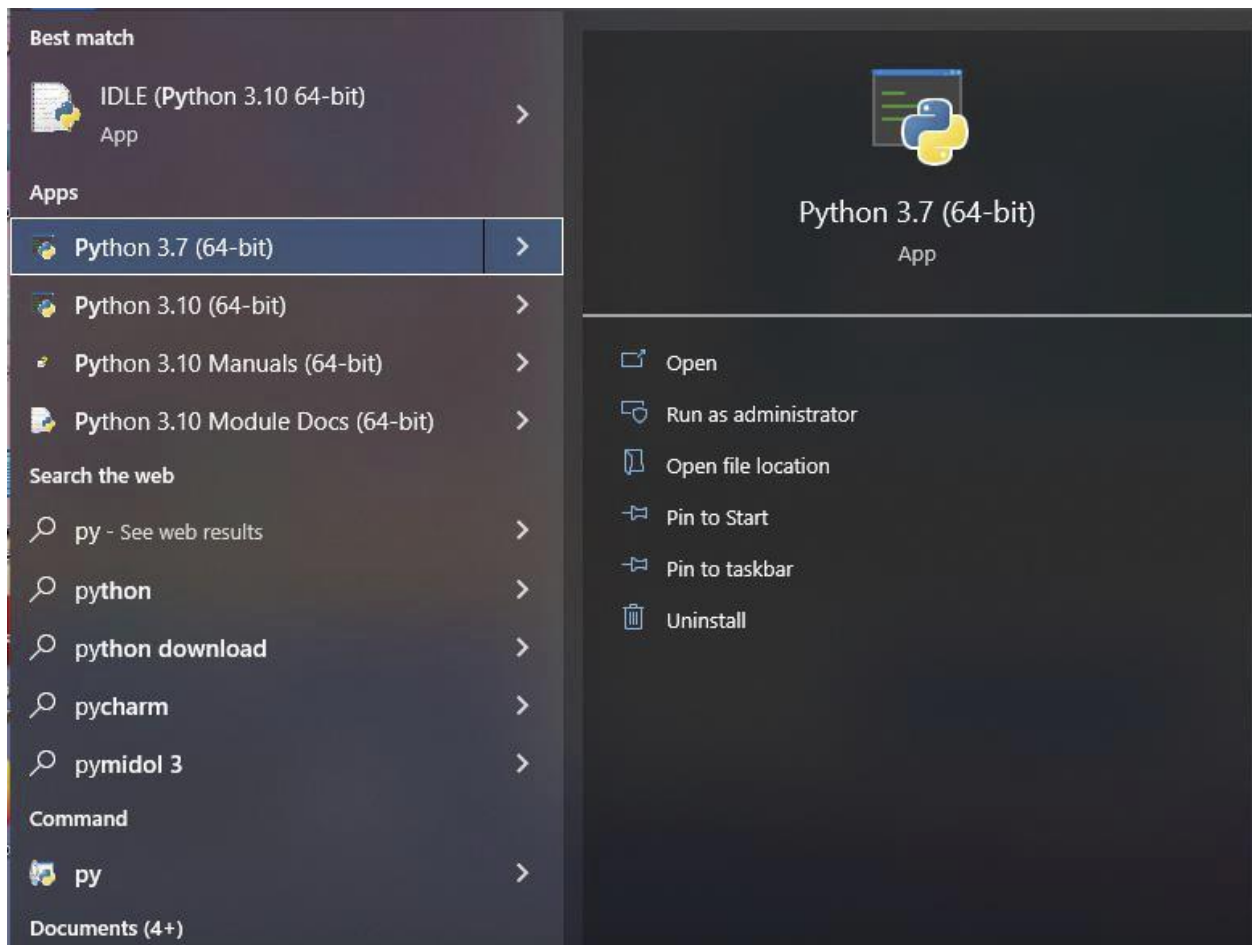 Best match
IDLE (Python 3.10 64-bit)
App
Apps
Python 3.7 (64-bit)
Python 3.10 (64-bit)
Python 3.10 Manuals (64-bit)
Python 3.10 Module Docs (64-bit)
Search the web
py - See web results
python
python download
pycharm
pymidol 3
Command
py
Documents (4+)
Python 3.7 (64-bit)
App
Open
Run as administrator
Open file location
Pin to Start
Pin to taskbar
Uninstall